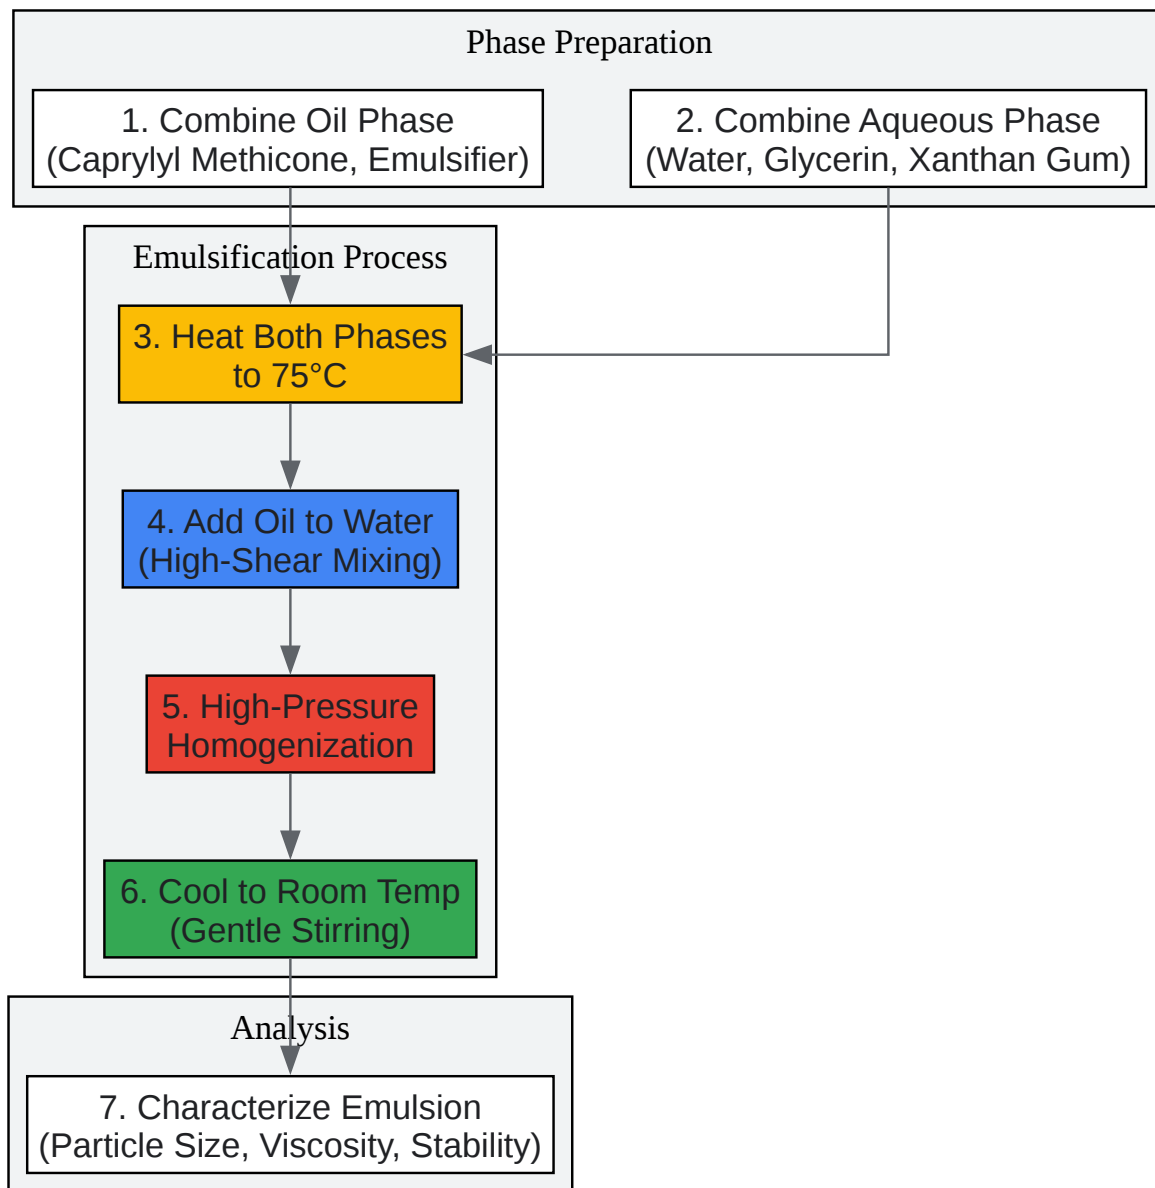 Phase Preparation
1. Combine Oil Phase
(Caprylyl Methicone, Emulsifier)
2. Combine Aqueous Phase
(Water, Glycerin, Xanthan Gum)
Emulsification Process
3. Heat Both Phases
to 75°C
4. Add Oil to Water
(High-Shear Mixing)
5. High-Pressure
Homogenization
6. Cool to Room Temp
(Gentle Stirring)
Analysis
7. Characterize Emulsion
(Particle Size, Viscosity, Stability)